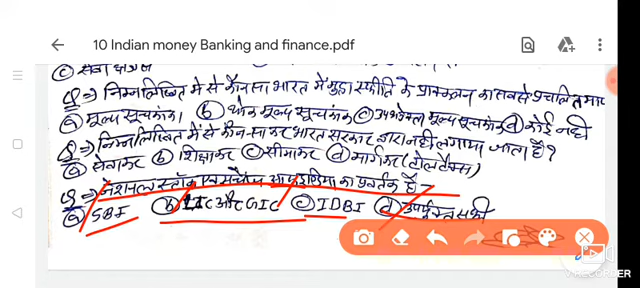 10 Indian money Banking and finance.pdf
Ⓒ सेवा
Q ⇒ निम्नलिखित में से कौन सा भारत में मुद्रा स्फीति के प्राक्कलन का सबसे प्रचलित माप
ⓐ मूल्य सूचकांक ⓑ थोक मूल्य सूचकांक ⓒ उपभोक्ता मूल्य सूचकांक ⓓ कोई नही
Q ⇒ निम्नलिखित में से कौन सा कर भारत सरकार द्वारा नही लगाया जाता है?
ⓐ सेवाकर ⓑ शिक्षाकर ⓒ सीमाकर ⓓ मार्गकर (टोल टैक्स)
Q ⇒ नेशनल स्टॉक एक्सचेंज आफ इंडिया का प्रवर्तक है -
ⓐ SBI ⓑ LIC और GIC ⓒ IDBI ⓓ उपर्युक्त सभी
VRECORDER